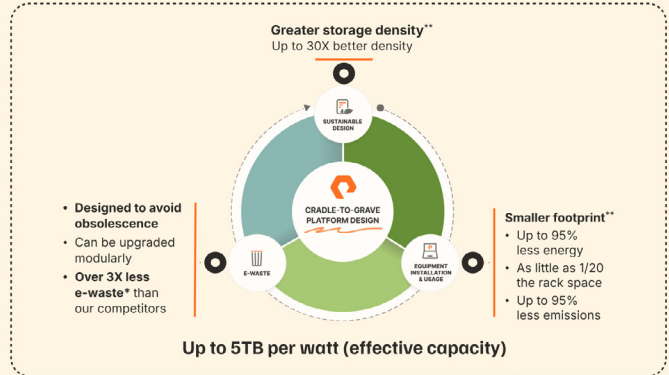 Greater storage density**
Up to 30X better density
SUSTAINABLE
DESIGN
CRADLE-TO-GRAVE
PLATFORM DESIGN
• Designed to avoid
obsolescence
• Can be upgraded
modularly
• Over 3X less
e-waste* than
our competitors
E-WASTE
EQUIPMENT
INSTALLATION
& USAGE
Smaller footprint**
• Up to 95%
less energy
• As little as 1/20
the rack space
• Up to 95%
less emissions
Up to 5TB per watt (effective capacity)